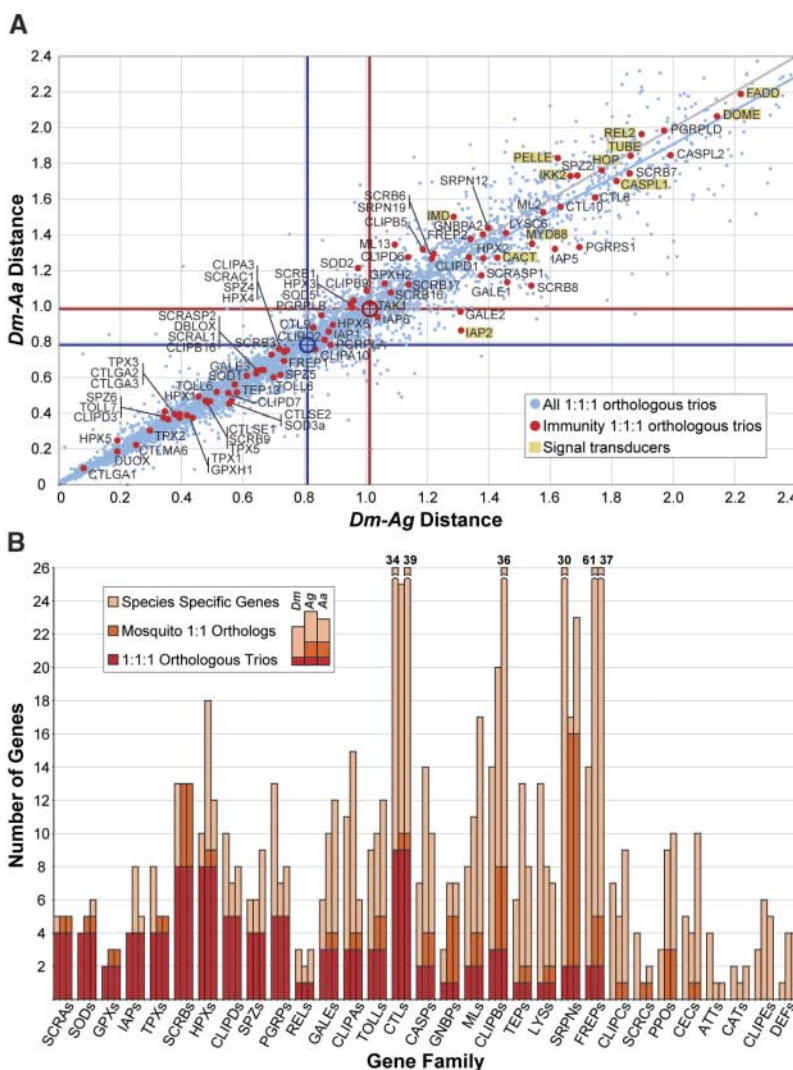 A
Dm-Aa Distance
2.4
2.2
2.0
1.8
1.6
1.4
1.2
1.0
0.8
0.6
0.4
0.2
0
FADD
DOME
REL2
PGRPLD
TUBE
PELLE
CASPL2
SPZ2
HOP
IKK2
SCRB7
CASPL1
SRPN12
ML2
CTL6
CTL10
SCRB6
SRPN19
IMD
CLIPB5
GNBPA2
LYSC6
FREP2
MYD88
ML13
HPX2
PGRPS1
CLIPD6
CACT
IAP5
CLIPA3
SCRAC1
SPZ4
HPX4
SOD2
SCRB1
HPX3
SOD5
PGRPLB
CLIPB9
CLIPD1
GPXH2
SCRASP1
SCRB17
SCRB16
GALE1
SCRB8
SCRASP2
DBLOX
SCRAL1
CLIPB16
CTL9
TAK1
GALE2
HPX6
IAP6
CLIPD2
IAP1
IAP2
SCRB3
PGRPLA
TPX3
CTLGA2
CTLGA3
GALE3
FREP1
CLIPA10
SOD1
SPZ5
SPZ6
TOLL7
CLIPD3
TOLL6
TOLL8
HPX1
TEP13
CLIPD7
CTLSE2
SOD3a
HPX5
TPX2
CTLSE1
SCRB9
TPX5
DUOX
CTLMA6
TPX1
GPXH1
CTLGA1
All 1:1:1 orthologous trios
Immunity 1:1:1 orthologous trios
Signal transducers
0 0.2 0.4 0.6 0.8 1.0 1.2 1.4 1.6 1.8 2.0 2.2 2.4
Dm-Ag Distance
B
Number of Genes
34 39 36 30 61 37
26
24
22
20
18
16
14
12
10
8
6
4
2
Dm Ag Aa
Species Specific Genes
Mosquito 1:1 Orthologs
1:1:1 Orthologous Trios
SCRAs SODs GPXs IAPs TPXs SCRBs HPXs CLIPDs SPZs PGRPs RELs GALEs CLIPAs TOLLs CTLs CASPs GNBPs MLs CLIPBs TEPs LYSs SRPNs FREPs CLIPCs SCRCs PPOs CECs ATTs CATs CLIPEs DEFs
Gene Family